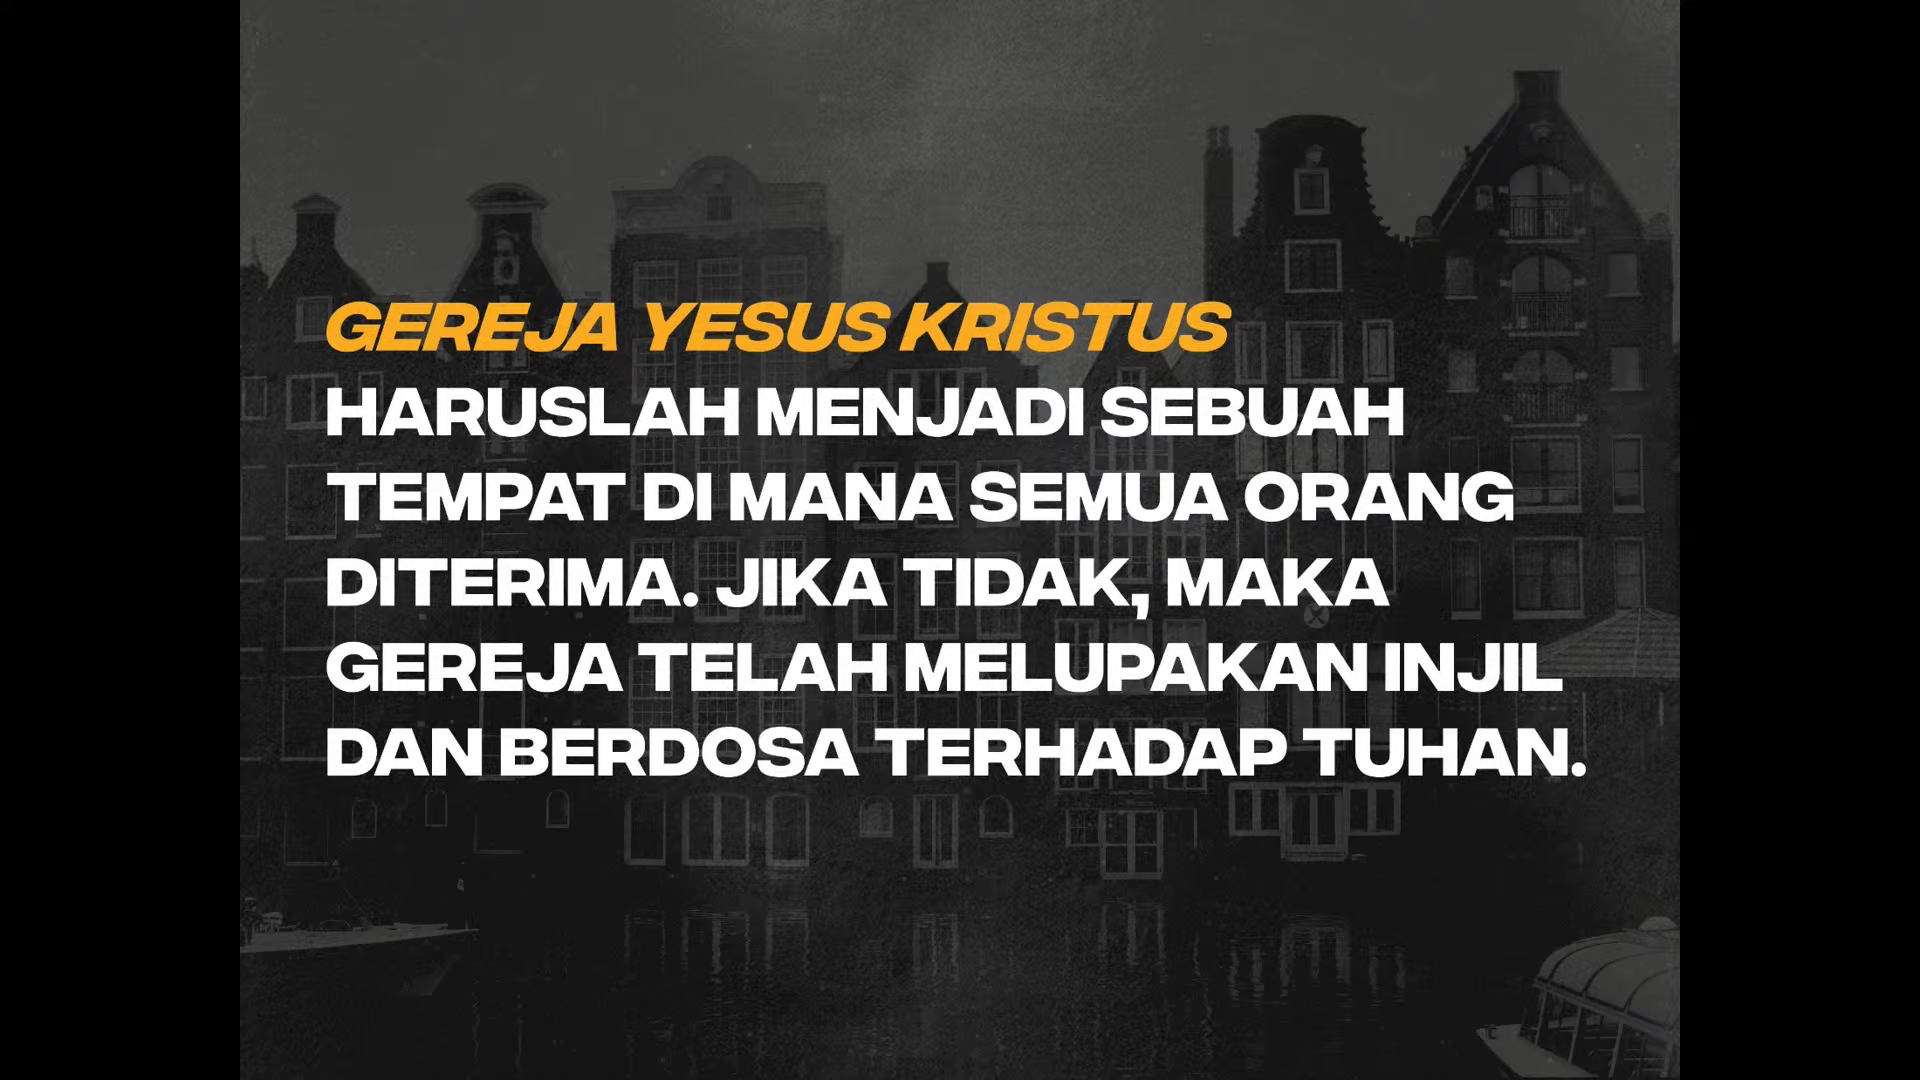 GEREJA YESUS KRISTUS
HARUSLAH MENJADI SEBUAH
TEMPAT DI MANA SEMUA ORANG
DITERIMA. JIKA TIDAK, MAKA
GEREJA TELAH MELUPAKAN INJIL
DAN BERDOSA TERHADAP TUHAN.